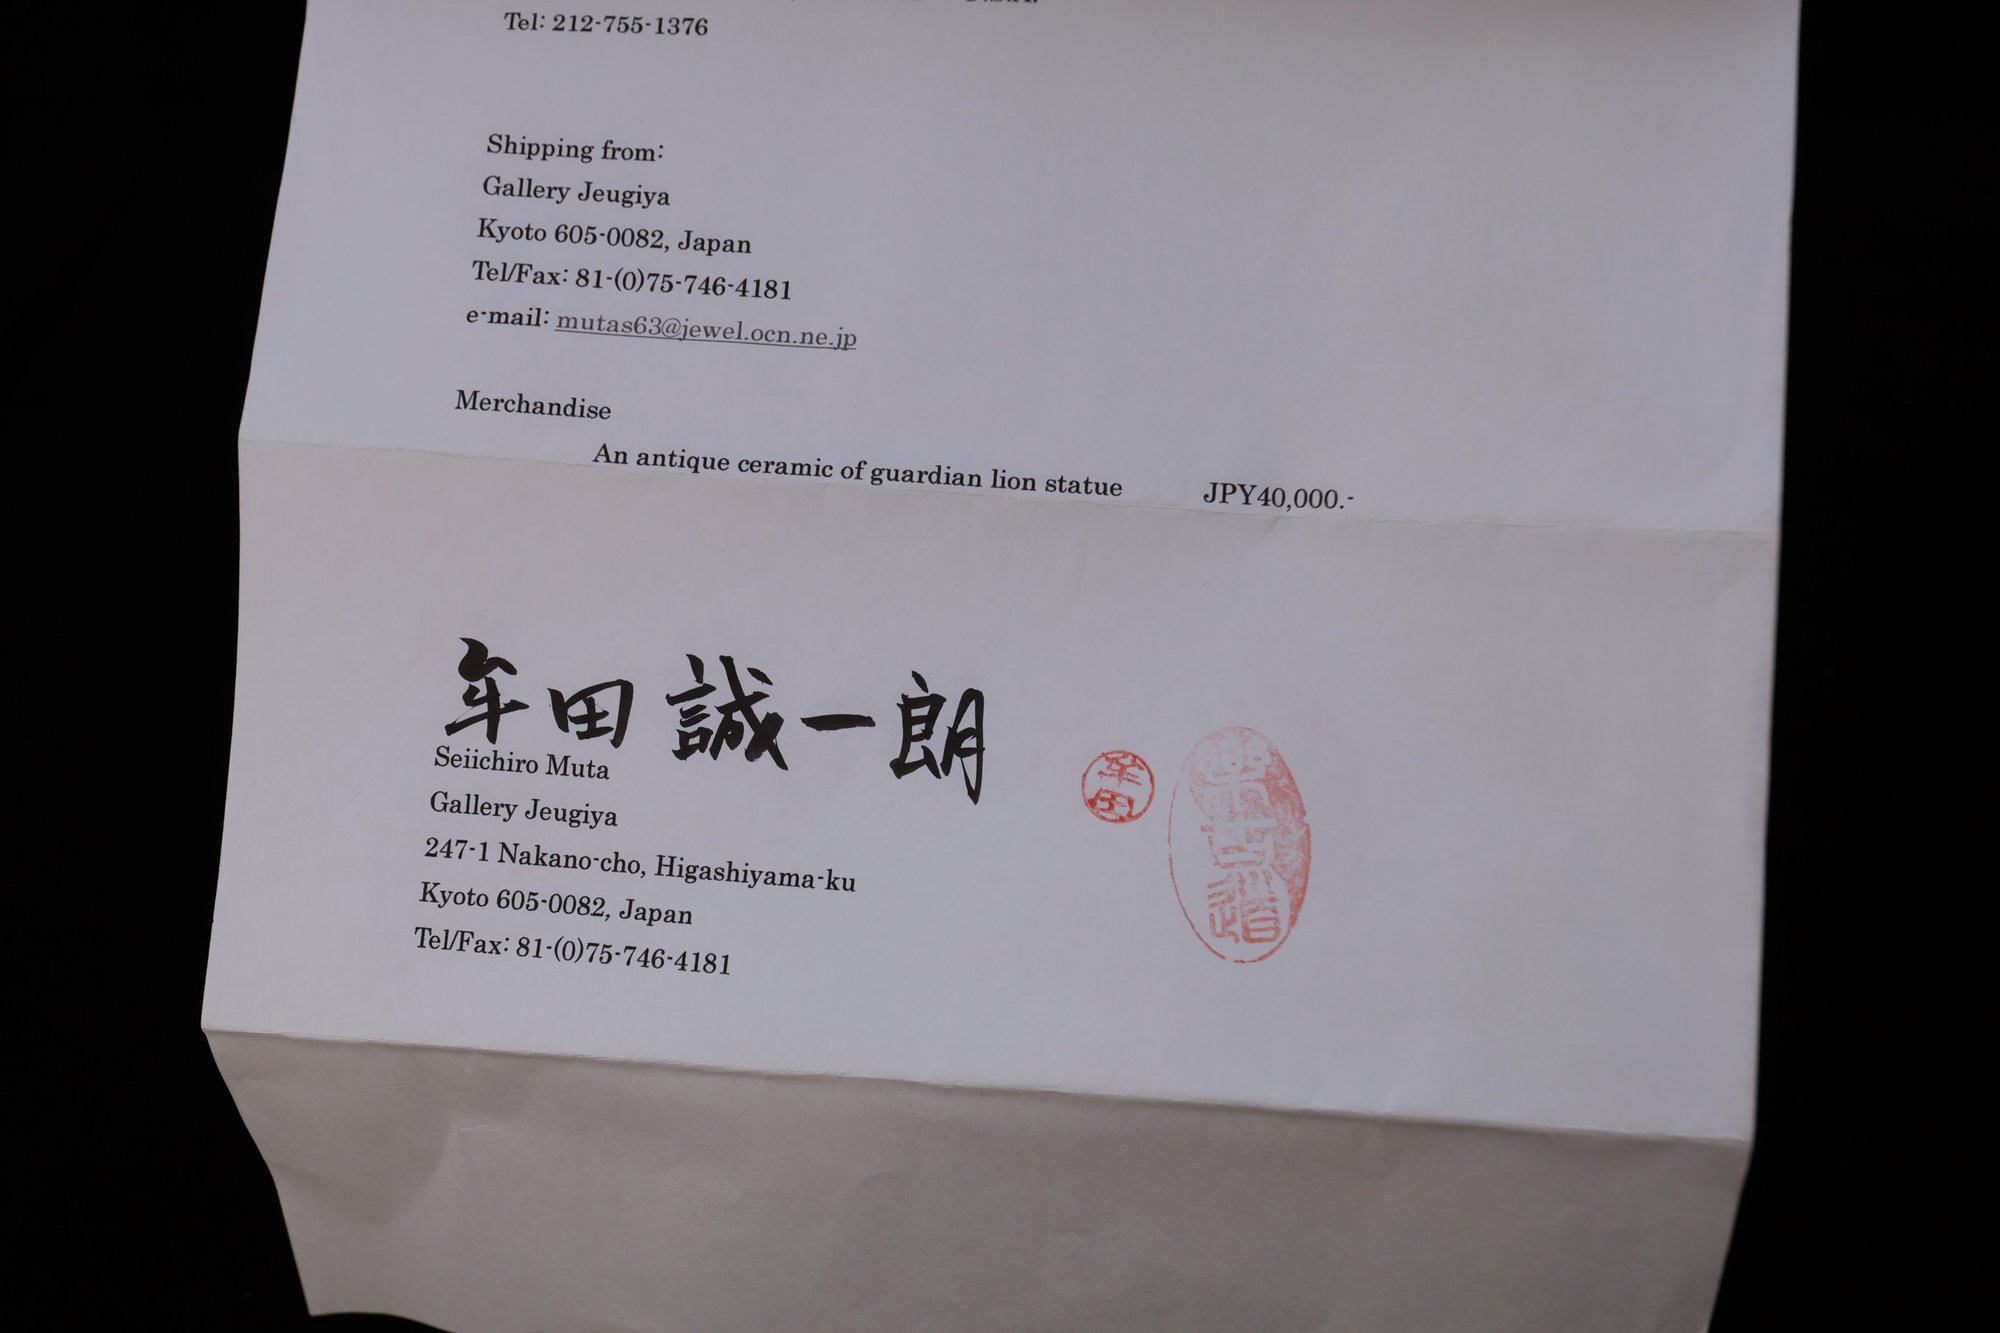 Tel: 212-755-1376
Shipping from:
Gallery Jeugiya
Kyoto 605-0082, Japan
Tel/Fax: 81-(0)75-746-4181
e-mail: mutas63@jewel.ocn.ne.jp
Merchandise
An antique ceramic of guardian lion statue JPY40,000.-
牟田 誠一朗
Seiichiro Muta
Gallery Jeugiya
247-1 Nakano-cho, Higashiyama-ku
Kyoto 605-0082, Japan
Tel/Fax: 81-(0)75-746-4181
牟田